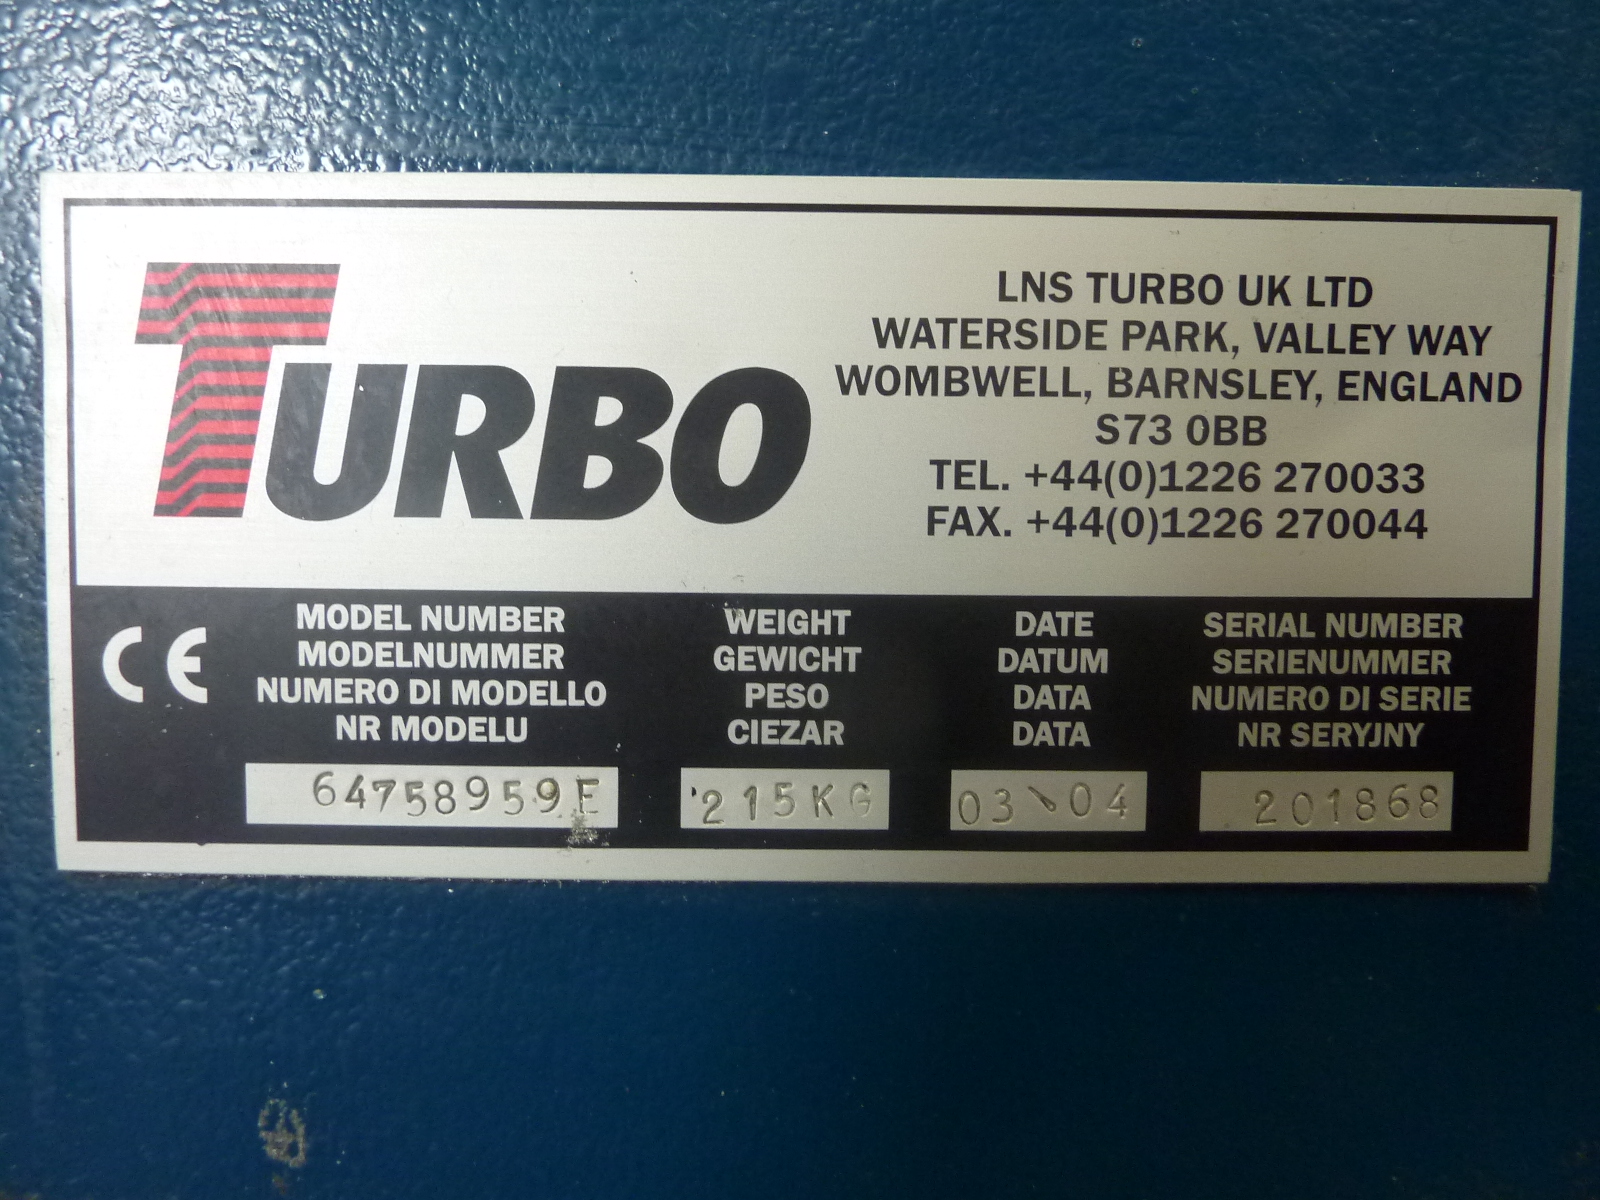 TURBO
LNS TURBO UK LTD
WATERSIDE PARK, VALLEY WAY
WOMBWELL, BARNSLEY, ENGLAND
S73 0BB
TEL. +44(0)1226 270033
FAX. +44(0)1226 270044
CE
MODEL NUMBER
MODELNUMMER
NUMERO DI MODELLO
NR MODELU
64758959E
WEIGHT
GEWICHT
PESO
CIEZAR
215KG
DATE
DATUM
DATA
DATA
03\04
SERIAL NUMBER
SERIENUMMER
NUMERO DI SERIE
NR SERYJNY
201868